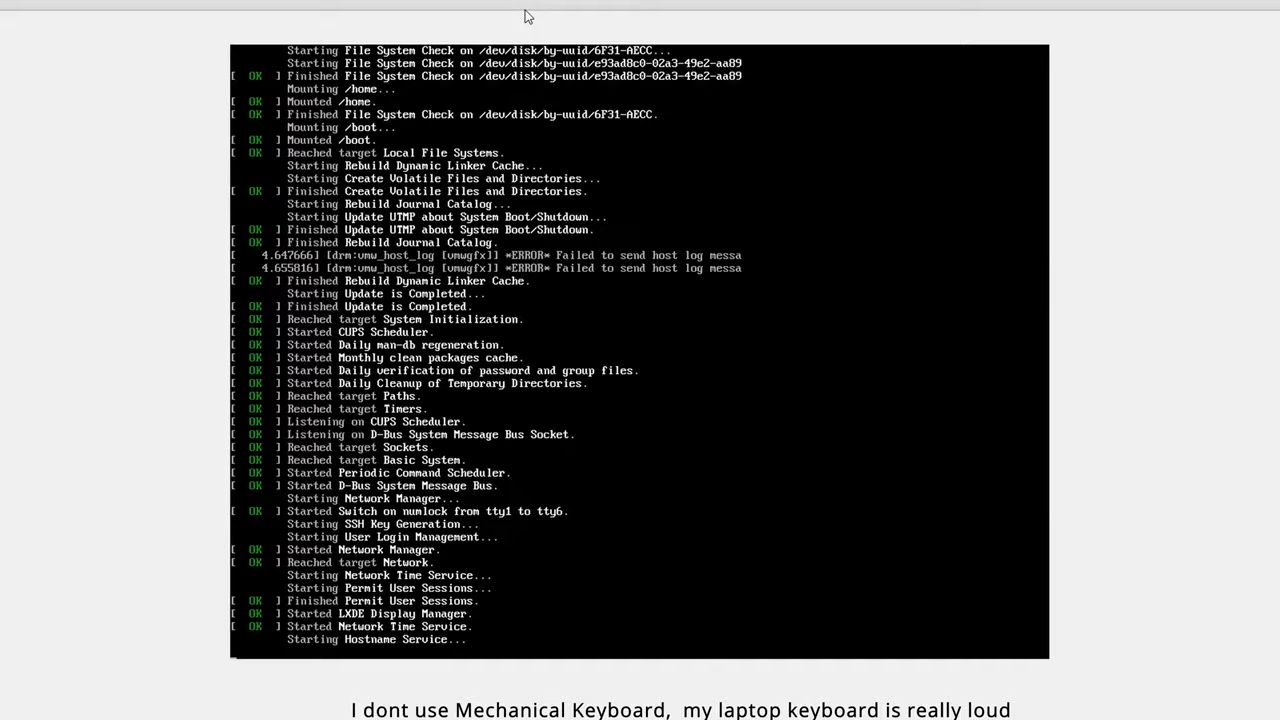 Starting File System Check on /dev/disk/by-uuid/6F31-AECC...
Starting File System Check on /dev/disk/by-uuid/e93ad8c0-02a3-49e2-aa89
[  OK  ] Finished File System Check on /dev/disk/by-uuid/e93ad8c0-02a3-49e2-aa89
Mounting /home...
[  OK  ] Mounted /home.
[  OK  ] Finished File System Check on /dev/disk/by-uuid/6F31-AECC.
Mounting /boot...
[  OK  ] Mounted /boot.
[  OK  ] Reached target Local File Systems.
Starting Rebuild Dynamic Linker Cache...
Starting Create Volatile Files and Directories...
[  OK  ] Finished Create Volatile Files and Directories.
Starting Rebuild Journal Catalog...
Starting Update UTMP about System Boot/Shutdown...
[  OK  ] Finished Update UTMP about System Boot/Shutdown.
[  OK  ] Finished Rebuild Journal Catalog.
[    4.647666] [drm:vmw_host_log [vmwgfx]] *ERROR* Failed to send host log messa
[    4.655816] [drm:vmw_host_log [vmwgfx]] *ERROR* Failed to send host log messa
[  OK  ] Finished Rebuild Dynamic Linker Cache.
Starting Update is Completed...
[  OK  ] Finished Update is Completed.
[  OK  ] Reached target System Initialization.
[  OK  ] Started CUPS Scheduler.
[  OK  ] Started Daily man-db regeneration.
[  OK  ] Started Monthly clean packages cache.
[  OK  ] Started Daily verification of password and group files.
[  OK  ] Started Daily Cleanup of Temporary Directories.
[  OK  ] Reached target Paths.
[  OK  ] Reached target Timers.
[  OK  ] Listening on CUPS Scheduler.
[  OK  ] Listening on D-Bus System Message Bus Socket.
[  OK  ] Reached target Sockets.
[  OK  ] Reached target Basic System.
[  OK  ] Started Periodic Command Scheduler.
[  OK  ] Started D-Bus System Message Bus.
Starting Network Manager...
[  OK  ] Started Switch on numlock from tty1 to tty6.
Starting SSH Key Generation...
Starting User Login Management...
[  OK  ] Started Network Manager.
[  OK  ] Reached target Network.
Starting Network Time Service...
Starting Permit User Sessions...
[  OK  ] Finished Permit User Sessions.
[  OK  ] Started LXDE Display Manager.
[  OK  ] Started Network Time Service.
Starting Hostname Service...
I dont use Mechanical Keyboard, my laptop keyboard is really loud